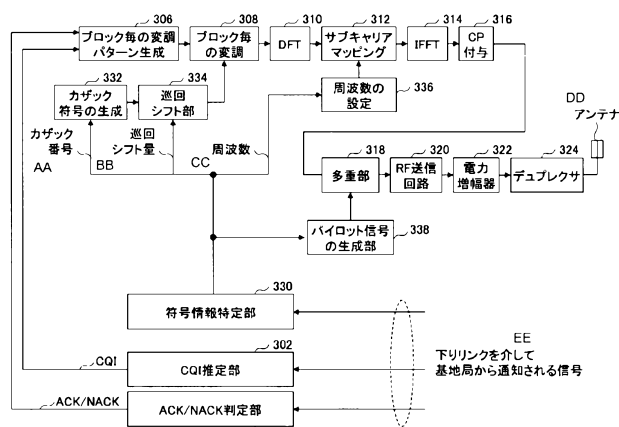 306
ブロック毎の変調
パターン生成
308
ブロック毎
の変調
310
DFT
312
サブキャリア
マッピング
314
IFFT
316
CP
付与
332
カザック
符号の生成
334
巡回
シフト部
周波数の
設定
336
カザック
番号
AA
巡回
シフト量
BB
周波数
CC
DD
アンテナ
318
多重部
320
RF送信
回路
322
電力
増幅器
324
デュプレクサ
パイロット信号
の生成部
338
330
符号情報特定部
302
CQI
CQI推定部
ACK/NACK
ACK/NACK判定部
EE
下りリンクを介して
基地局から通知される信号